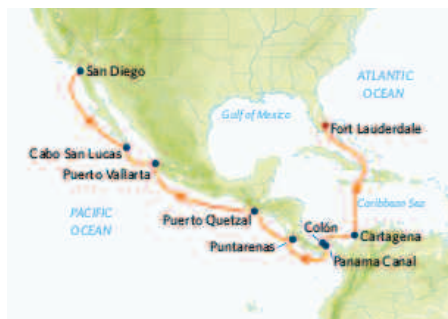 San Diego
ATLANTIC
OCEAN
Gulf of Mexico
Fort Lauderdale
Cabo San Lucas
Puerto Vallarta
Caribbean Sea
PACIFIC
OCEAN
Puerto Quetzal
Colón
Cartagena
Puntarenas
Panama Canal